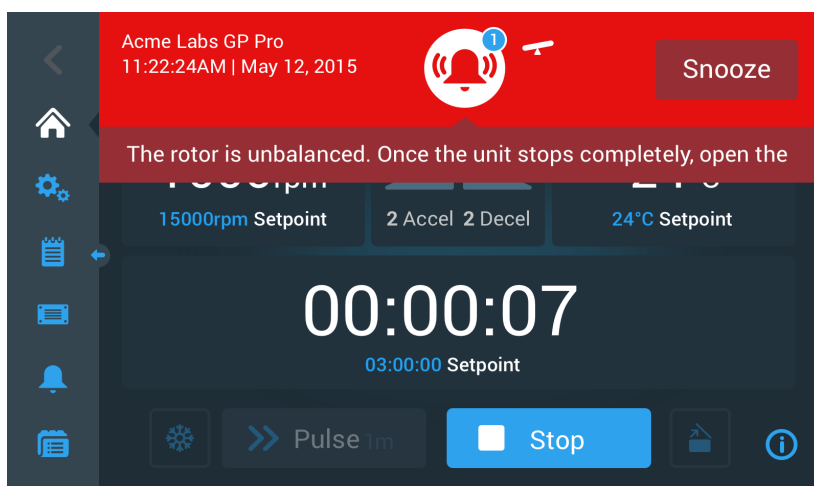 Acme Labs GP Pro
1
11:22:24AM | May 12, 2015
Snooze
The rotor is unbalanced. Once the unit stops completely, open the
rpm
15000rpm Setpoint
2 Accel 2 Decel
24°C Setpoint
00:00:07
03:00:00 Setpoint
Pulse 1m
Stop